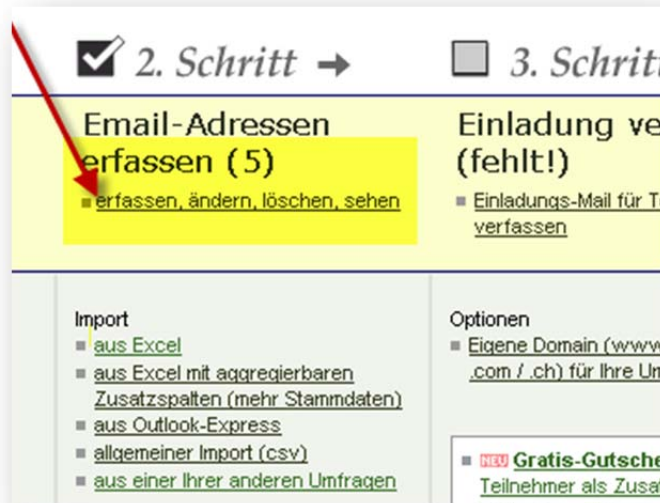 2. Schritt → 3. Schritt
Email-Adressen
erfassen (5)
erfassen, ändern, löschen, sehen
Einladung
(fehlt!)
Einladungs-Mail für
verfassen
Import
aus Excel
aus Excel mit aggregierbaren
Zusatzspalten (mehr Stammdaten)
aus Outlook-Express
allgemeiner Import (csv)
aus einer Ihrer anderen Umfragen
Optionen
Eigene Domain (www
.com / .ch) für Ihre
NEU Gratis-Gutsche
Teilnehmer als